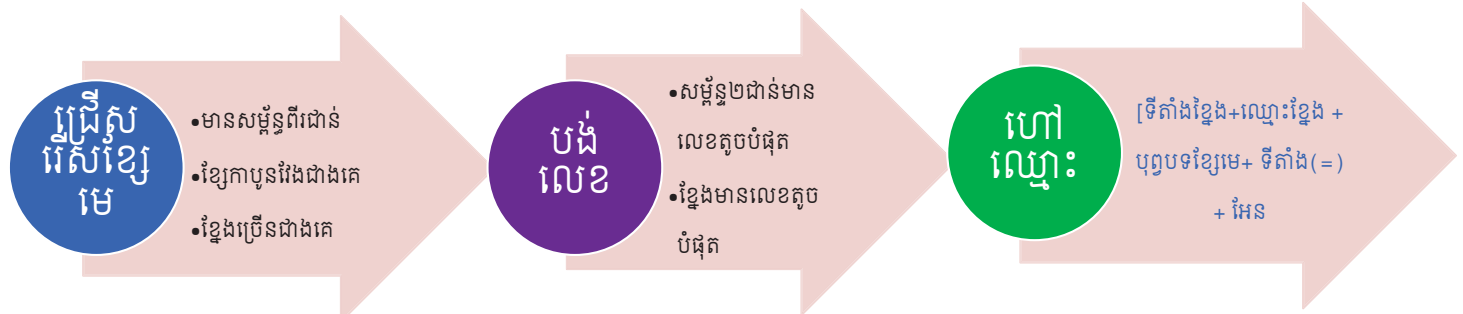 ជ្រើស
រើសខ្សែ
មេ
•មានសម្ព័ន្ធពីរជាន់
•ខ្សែកាបូនវែងជាងគេ
•ខ្នែងច្រើនជាងគេ
បង់
លេខ
•សម្ព័ន្ទ២ជាន់មាន
លេខតូចបំផុត
•ខ្នែងមានលេខតូច
បំផុត
ហៅ
ឈ្មោះ
[ទីតាំងខ្នែង+ឈ្មោះខ្នែង +
បុព្វបទខ្សែមេ+ ទីតាំង(=)
+ អែន